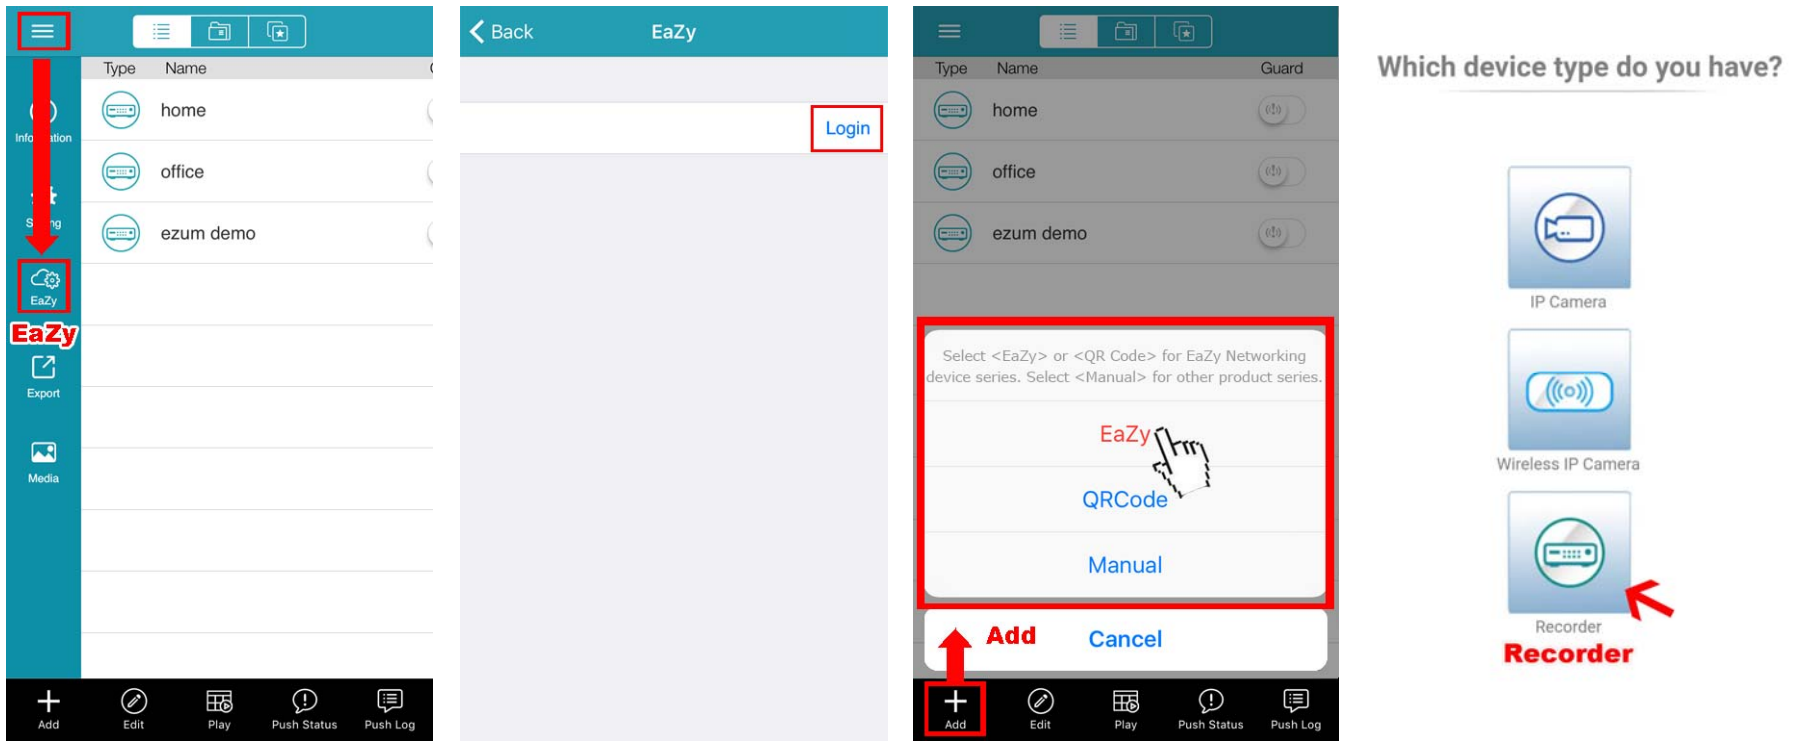 Type Name
home
Information
office
Setting
ezum demo
EaZy
EaZy
Export
Media
Add
Edit
Play
Push Status
Push Log
Back
EaZy
Login
Type Name Guard
home
office
ezum demo
Select <EaZy> or <QR Code> for EaZy Networking
device series. Select <Manual> for other product series.
EaZy
QRCode
Manual
Add
Cancel
Add
Edit
Play
Push Status
Push Log
Which device type do you have?
IP Camera
Wireless IP Camera
Recorder
Recorder